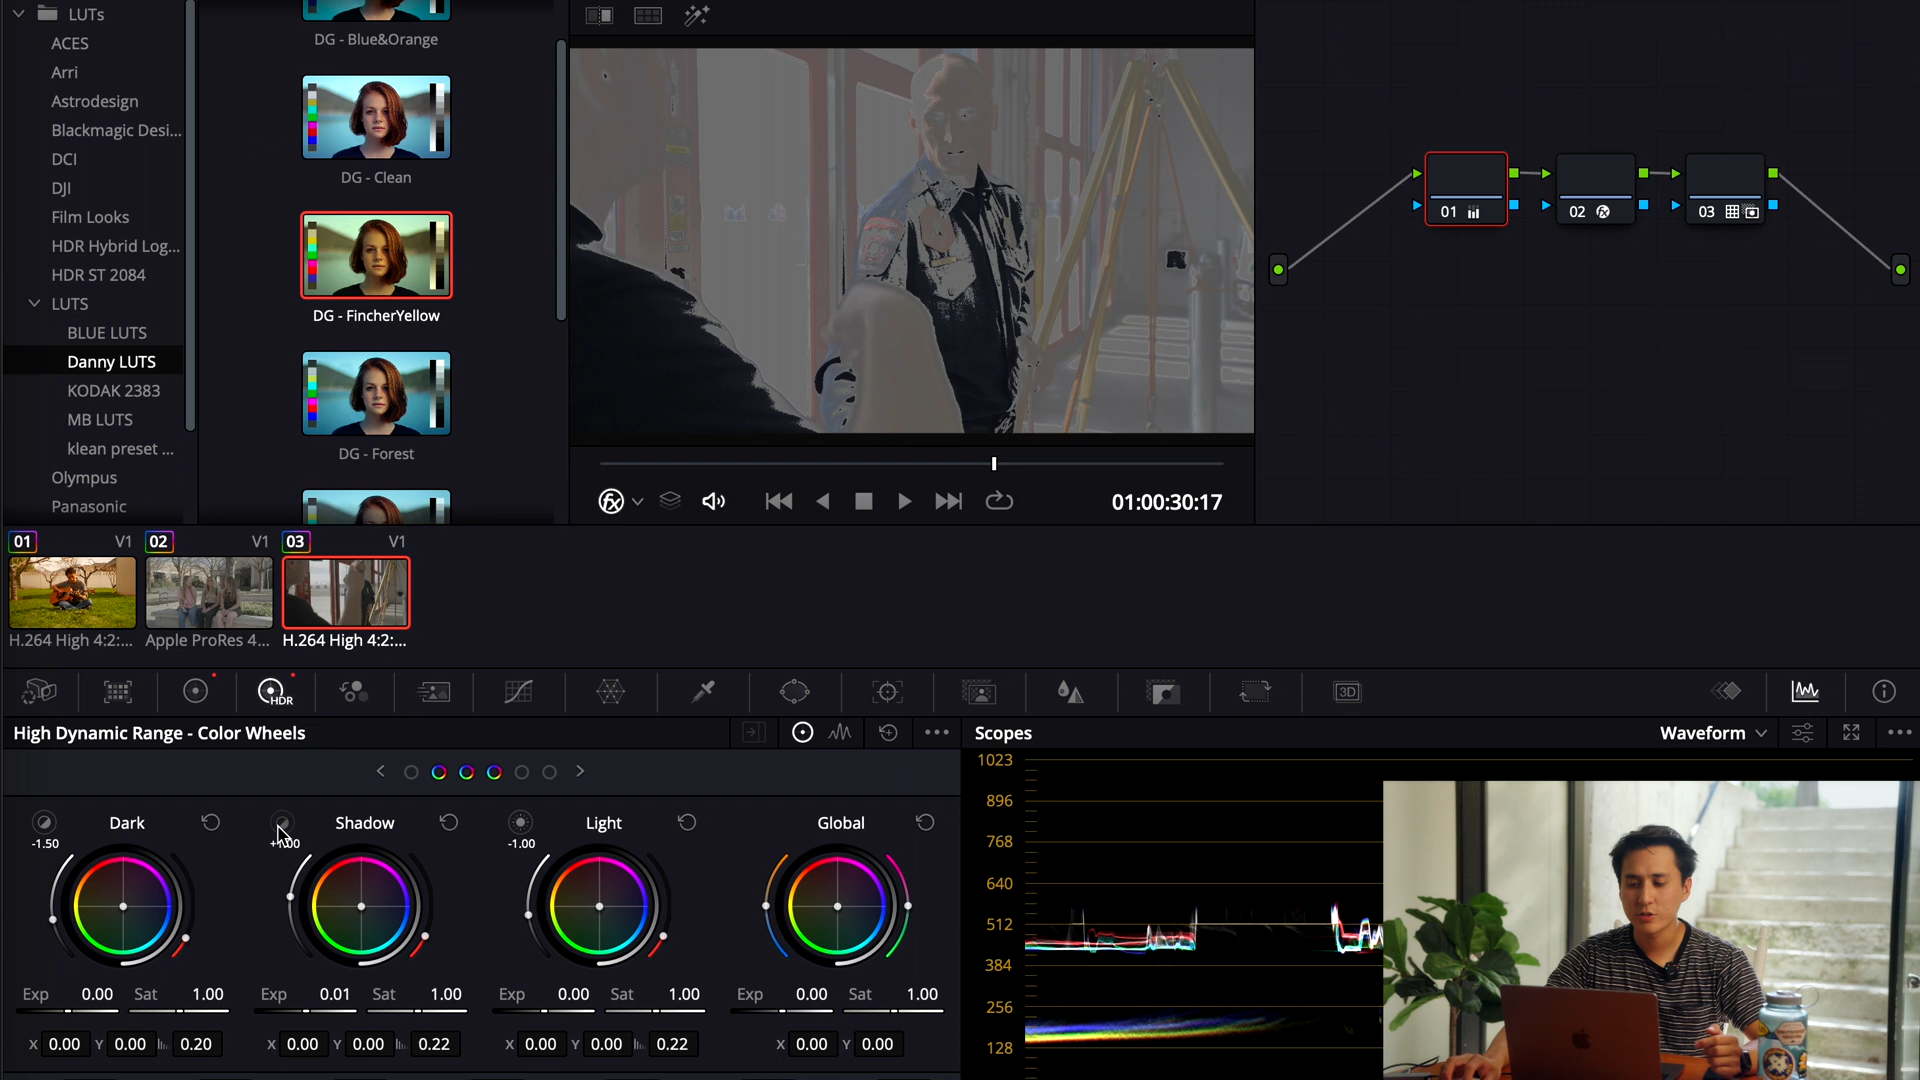 LUTs
ACES
Arri
Astrodesign
Blackmagic Desi...
DCI
DJI
Film Looks
HDR Hybrid Log...
HDR ST 2084
LUTS
BLUE LUTS
Danny LUTS
KODAK 2383
MB LUTS
klean preset ...
Olympus
Panasonic
DG - Blue&Orange
DG - Clean
DG - FincherYellow
DG - Forest
01:00:30:17
01
02
03
01 V1
02 V1
03 V1
H.264 High 4:2:...
Apple ProRes 4...
H.264 High 4:2:...
HDR
3D
High Dynamic Range - Color Wheels
Dark
-1.50
Shadow
Light
-1.00
Global
Exp 0.00 Sat 1.00
Exp 0.01 Sat 1.00
Exp 0.00 Sat 1.00
Exp 0.00 Sat 1.00
X 0.00 Y 0.00 0.20
X 0.00 Y 0.00 0.22
X 0.00 Y 0.00 0.22
X 0.00 Y 0.00
Scopes
Waveform
1023
896
768
640
512
384
256
128